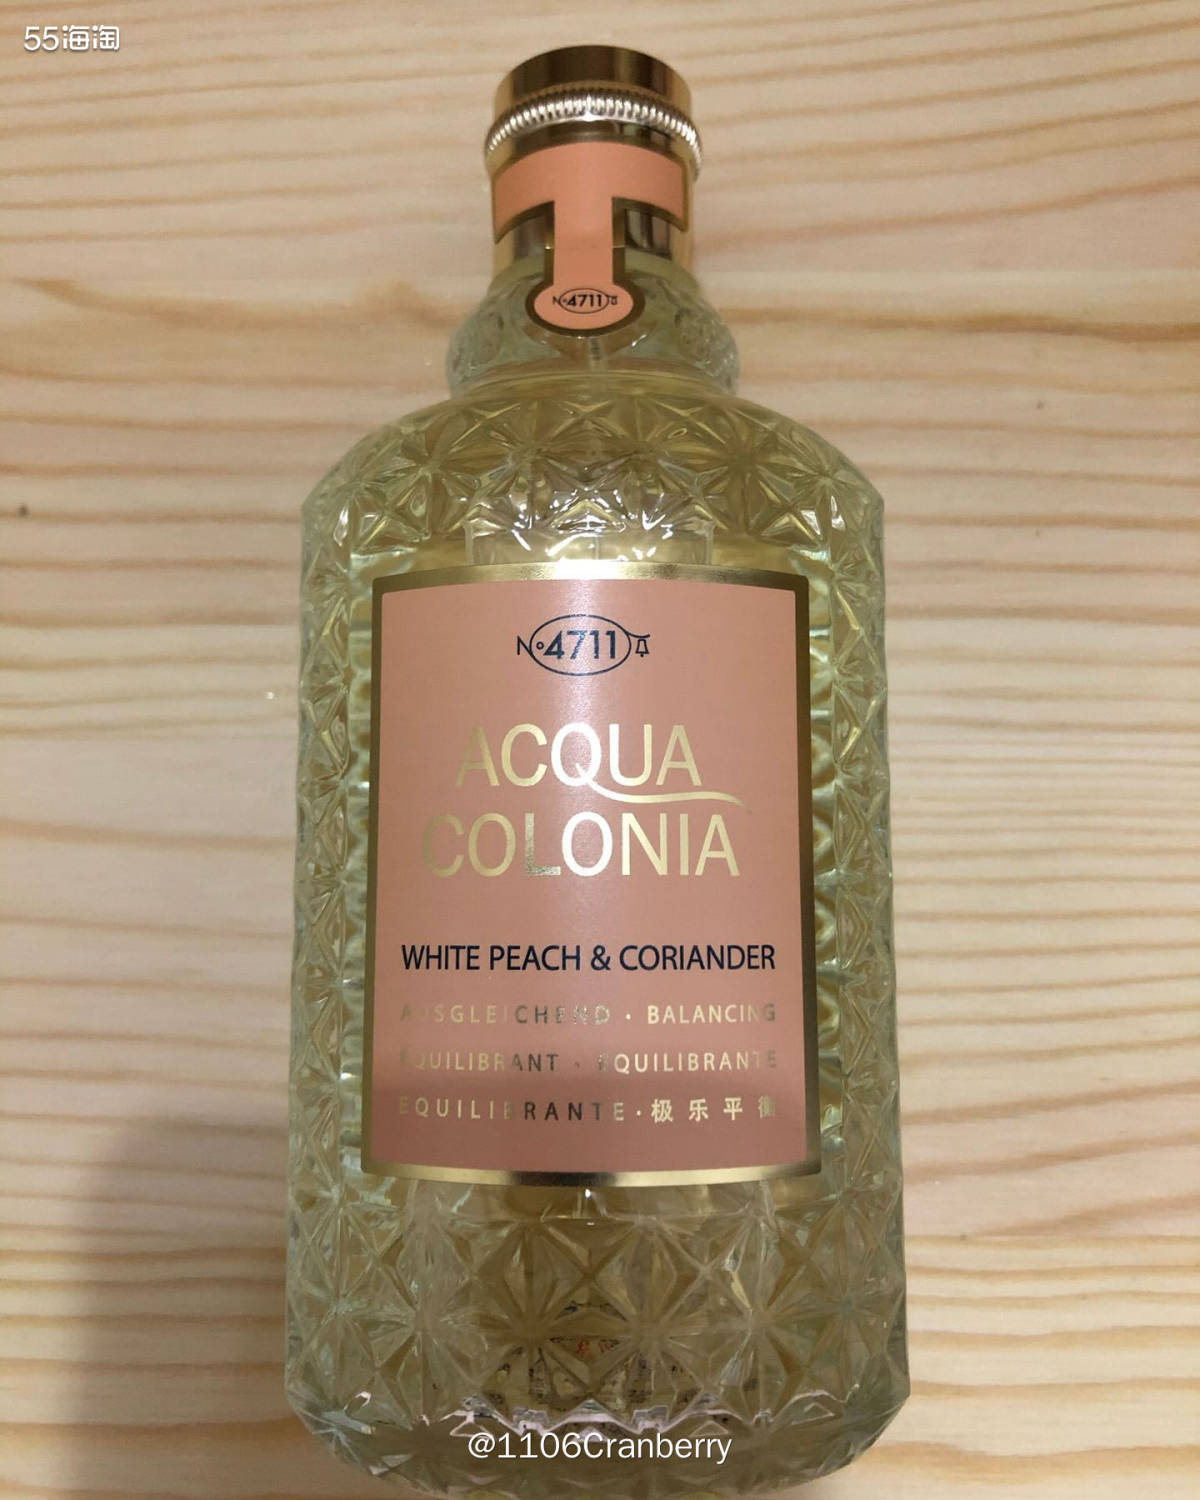 55海淘
Nº4711
Nº4711
ACQUA
COLONIA
WHITE PEACH & CORIANDER
AUSGLEICHEND · BALANCING
ÉQUILIBRANT · EQUILIBRANTE
EQUILIBRANTE·极乐平衡
@1106Cranberry